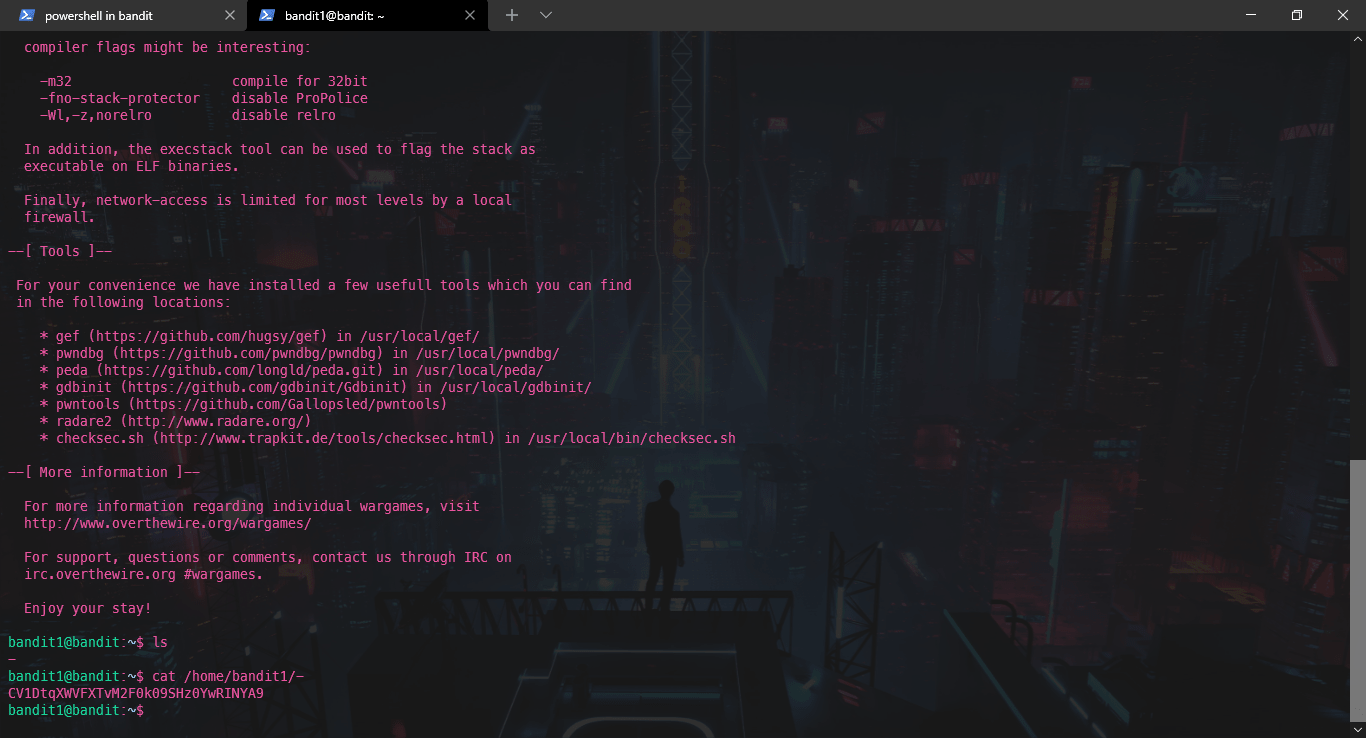 powershell in bandit
bandit1@bandit: ~
compiler flags might be interesting:
-m32 compile for 32bit
-fno-stack-protector disable ProPolice
-Wl,-z,norelro disable relro
In addition, the execstack tool can be used to flag the stack as
executable on ELF binaries.
Finally, network-access is limited for most levels by a local
firewall.
--[ Tools ]--
For your convenience we have installed a few usefull tools which you can find
in the following locations:
* gef (https://github.com/hugsy/gef) in /usr/local/gef/
* pwndbg (https://github.com/pwndbg/pwndbg) in /usr/local/pwndbg/
* peda (https://github.com/longld/peda.git) in /usr/local/peda/
* gdbinit (https://github.com/gdbinit/Gdbinit) in /usr/local/gdbinit/
* pwntools (https://github.com/Gallopsled/pwntools)
* radare2 (http://www.radare.org/)
* checksec.sh (http://www.trapkit.de/tools/checksec.html) in /usr/local/bin/checksec.sh
--[ More information ]--
For more information regarding individual wargames, visit
http://www.overthewire.org/wargames/
For support, questions or comments, contact us through IRC on
irc.overthewire.org #wargames.
Enjoy your stay!
bandit1@bandit:~$ ls
-
bandit1@bandit:~$ cat /home/bandit1/-
CV1DtqXWVFXTvM2F0k09SHz0YwRINYA9
bandit1@bandit:~$